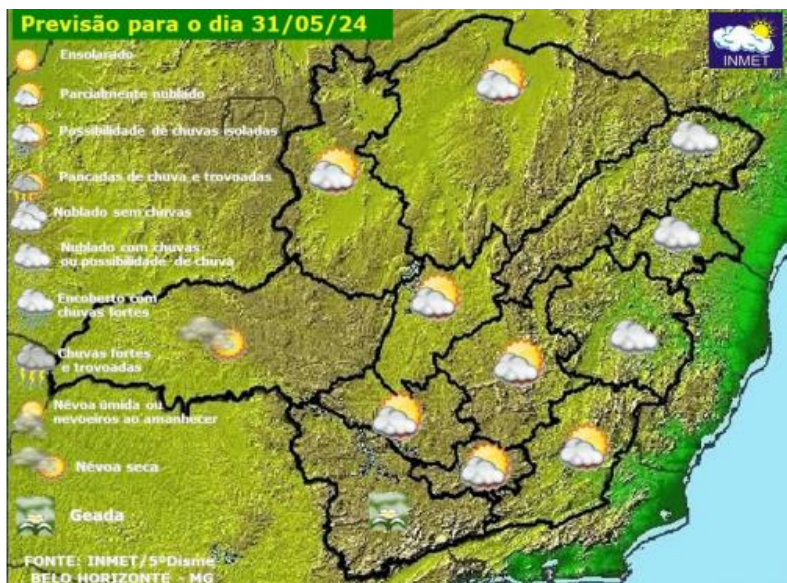 Previsão para o dia 31/05/24
INMET
Ensolarado
Parcialmente nublado
Possibilidade de chuvas isoladas
Pancadas de chuva e trovoadas
Noblado sem chuvas
Nublado com chuvas
ou possibilidade de chuva
Encoberto com
chuvas fortes
Chuvas fortes
e trovoadas
Névoa úmida ou
nevoeiros ao amanhecer
Névoa seca
Geada
FONTE: INMET/5ºDisme
BELO HORIZONTE - MG